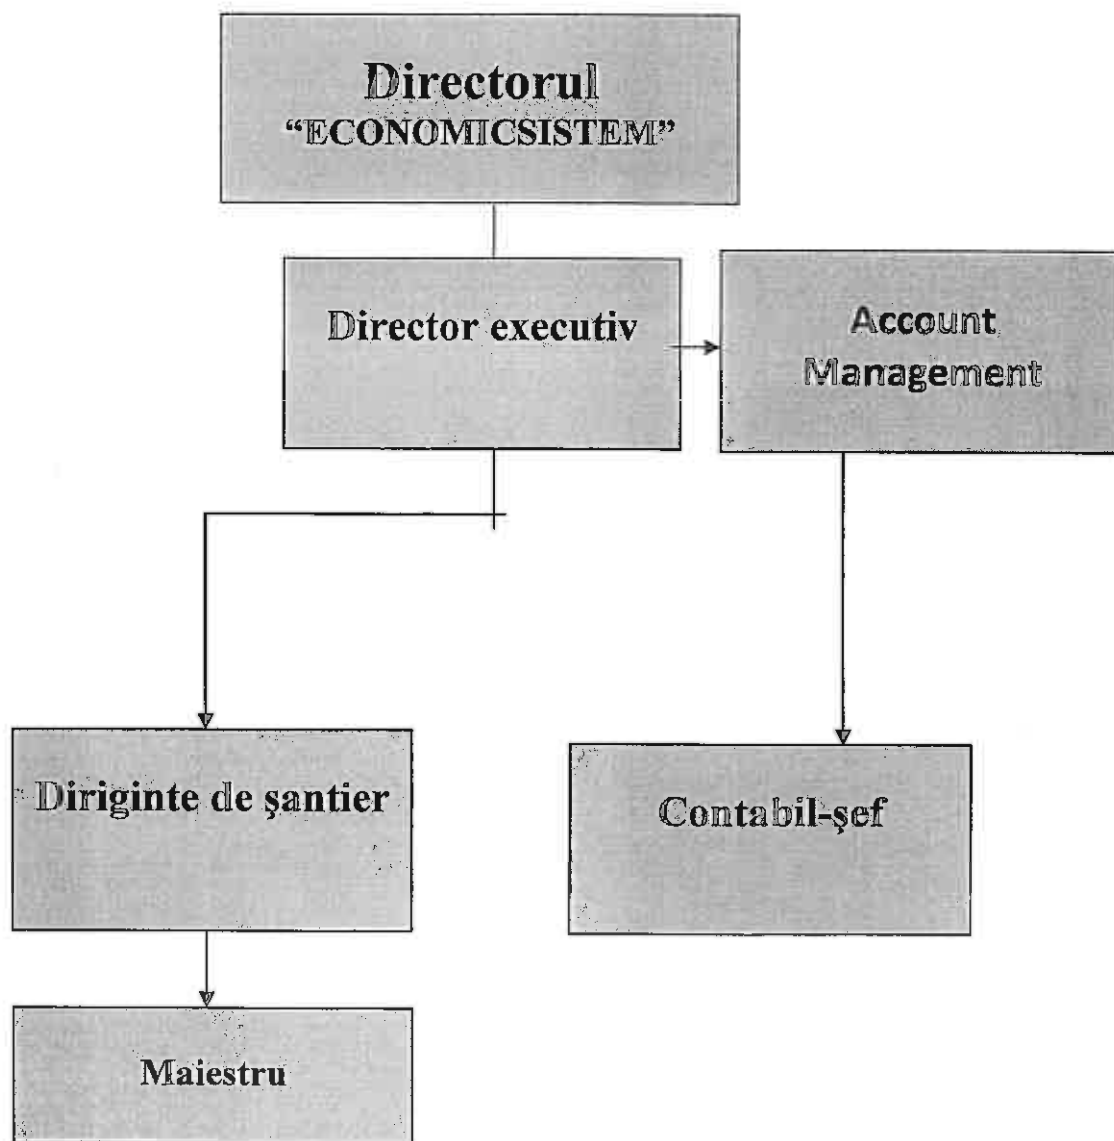 Directorul
“ECONOMICSISTEM”
Director executiv
Account
Management
Diriginte de şantier
Contabil-şef
Maiestru